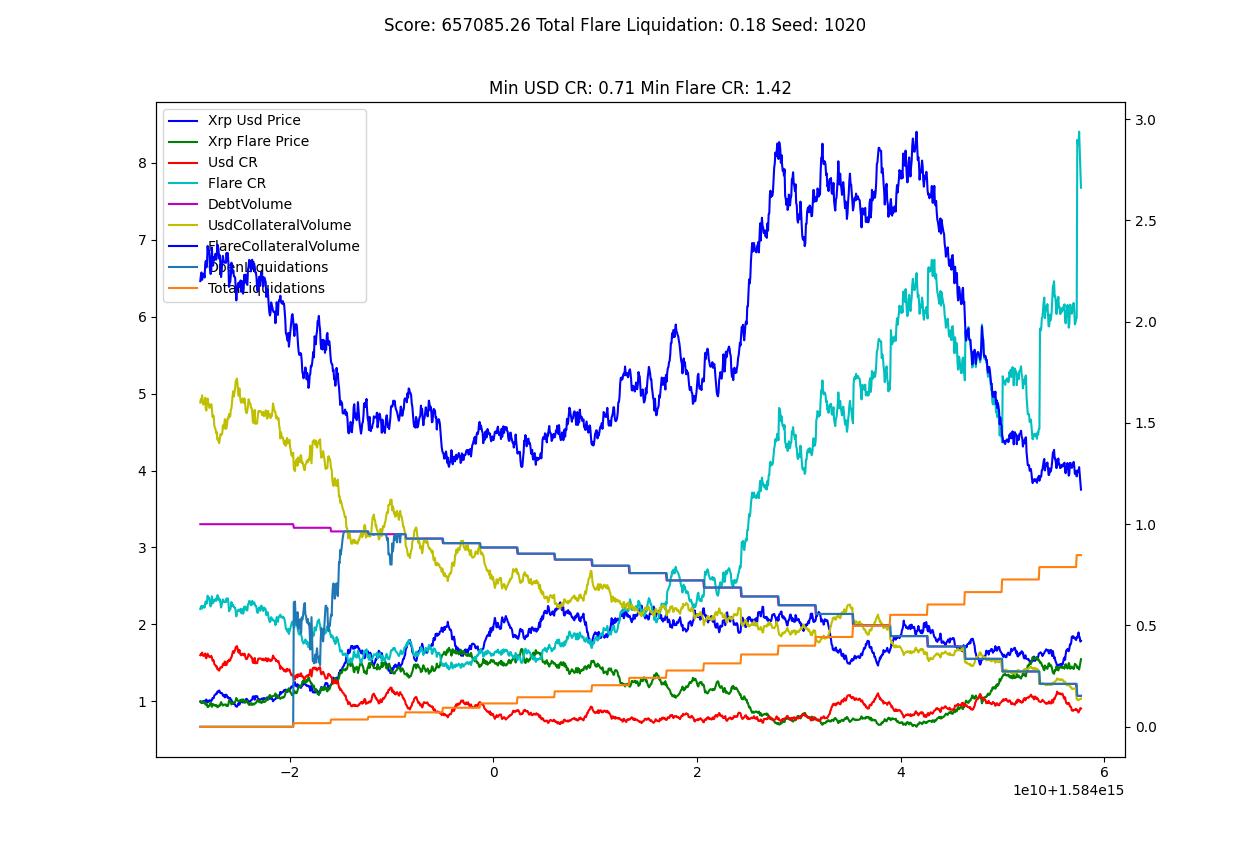 Score: 657085.26 Total Flare Liquidation: 0.18 Seed: 1020
Min USD CR: 0.71 Min Flare CR: 1.42
Xrp Usd Price
Xrp Flare Price
Usd CR
Flare CR
DebtVolume
UsdCollateralVolume
FlareCollateralVolume
OpenLiquidations
TotalLiquidations
8
7
6
5
4
3
2
1
3.0
2.5
2.0
1.5
1.0
0.5
0.0
−2
0
2
4
6
1e10+1.584e15